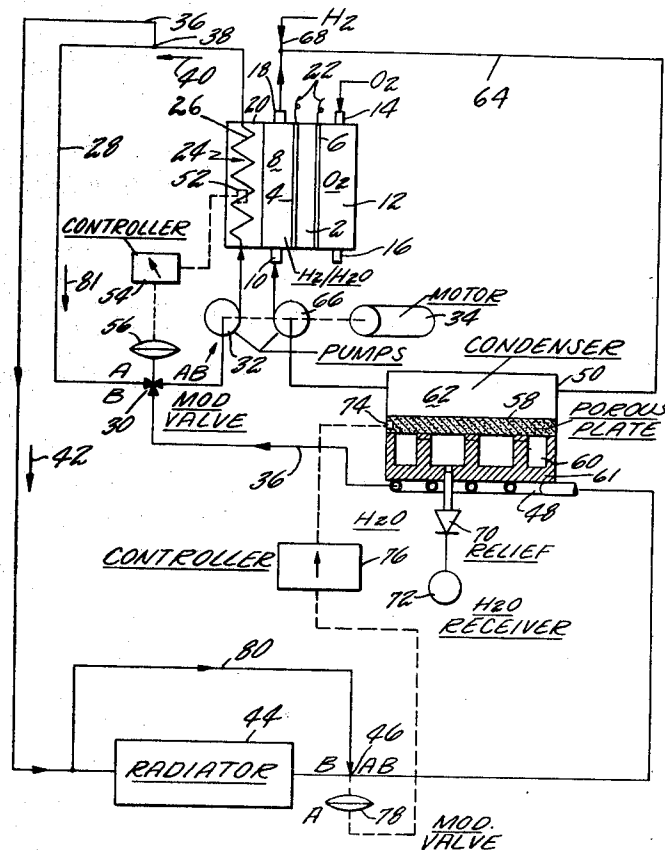 36
H2
38
68
40
18
22
O2
64
26
20
14
24
6
28
8
O2
52
4
12
2
CONTROLLER
16
10
H2/H2O
81
54
66
MOTOR
34
56
32
PUMPS
CONDENSER
A
AB
50
B
62
58
30
MOD
VALVE
74
POROUS
PLATE
60
42
36
61
48
H2O
70
RELIEF
CONTROLLER
76
72
H2O
RECEIVER
80
44
46
RADIATOR
B
AB
A
78
MOD.
VALVE